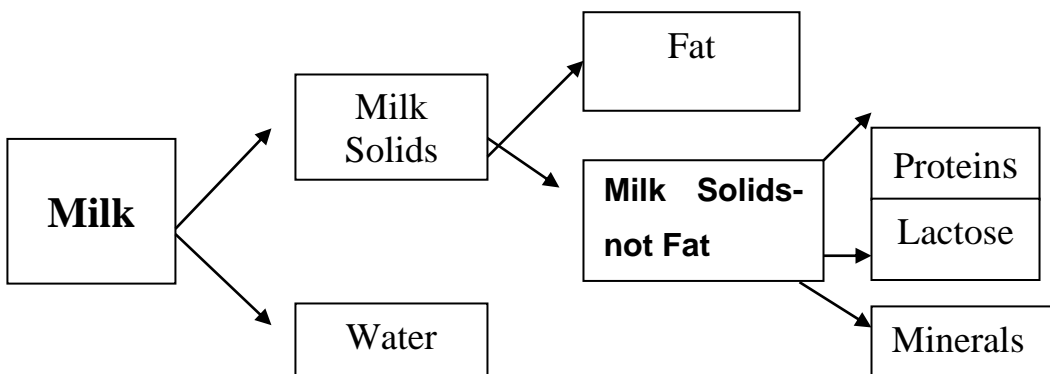 Fat
Milk
Solids
Milk
Milk Solids-
not Fat
Proteins
Lactose
Water
Minerals